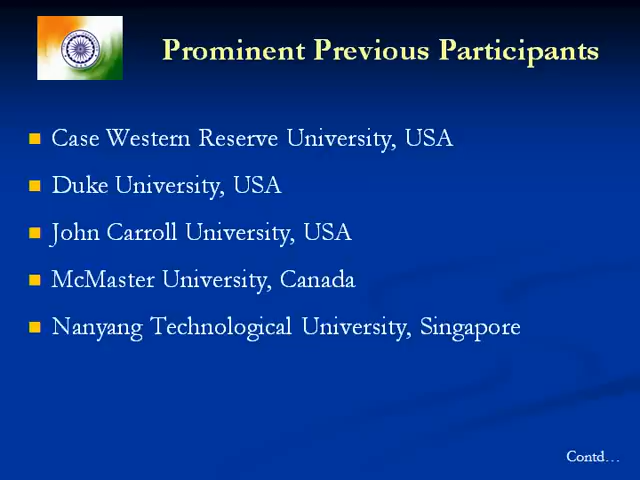 Prominent Previous Participants
Case Western Reserve University, USA
Duke University, USA
John Carroll University, USA
McMaster University, Canada
Nanyang Technological University, Singapore
Contd…